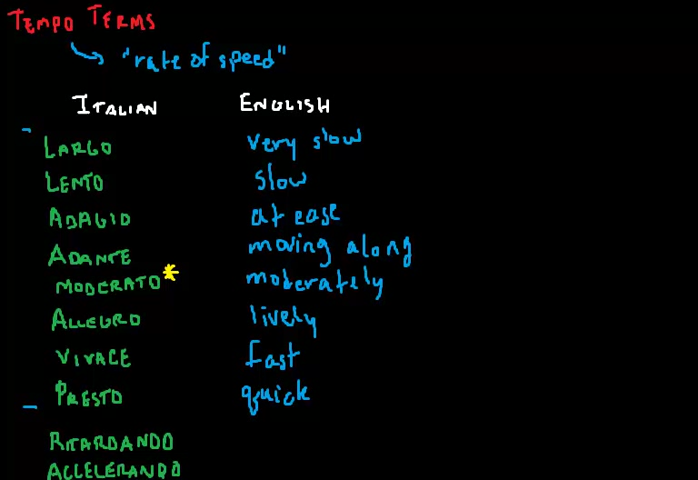 TEMPO TERMS
"rate of speed"
ITALIAN ENGLISH
LARGO very slow
LENTO slow
ADAGIO at ease
ADANTE moving along
MODERATO* moderately
ALLEGRO lively
VIVACE fast
PRESTO quick
RITARDANDO
ACCELERANDO